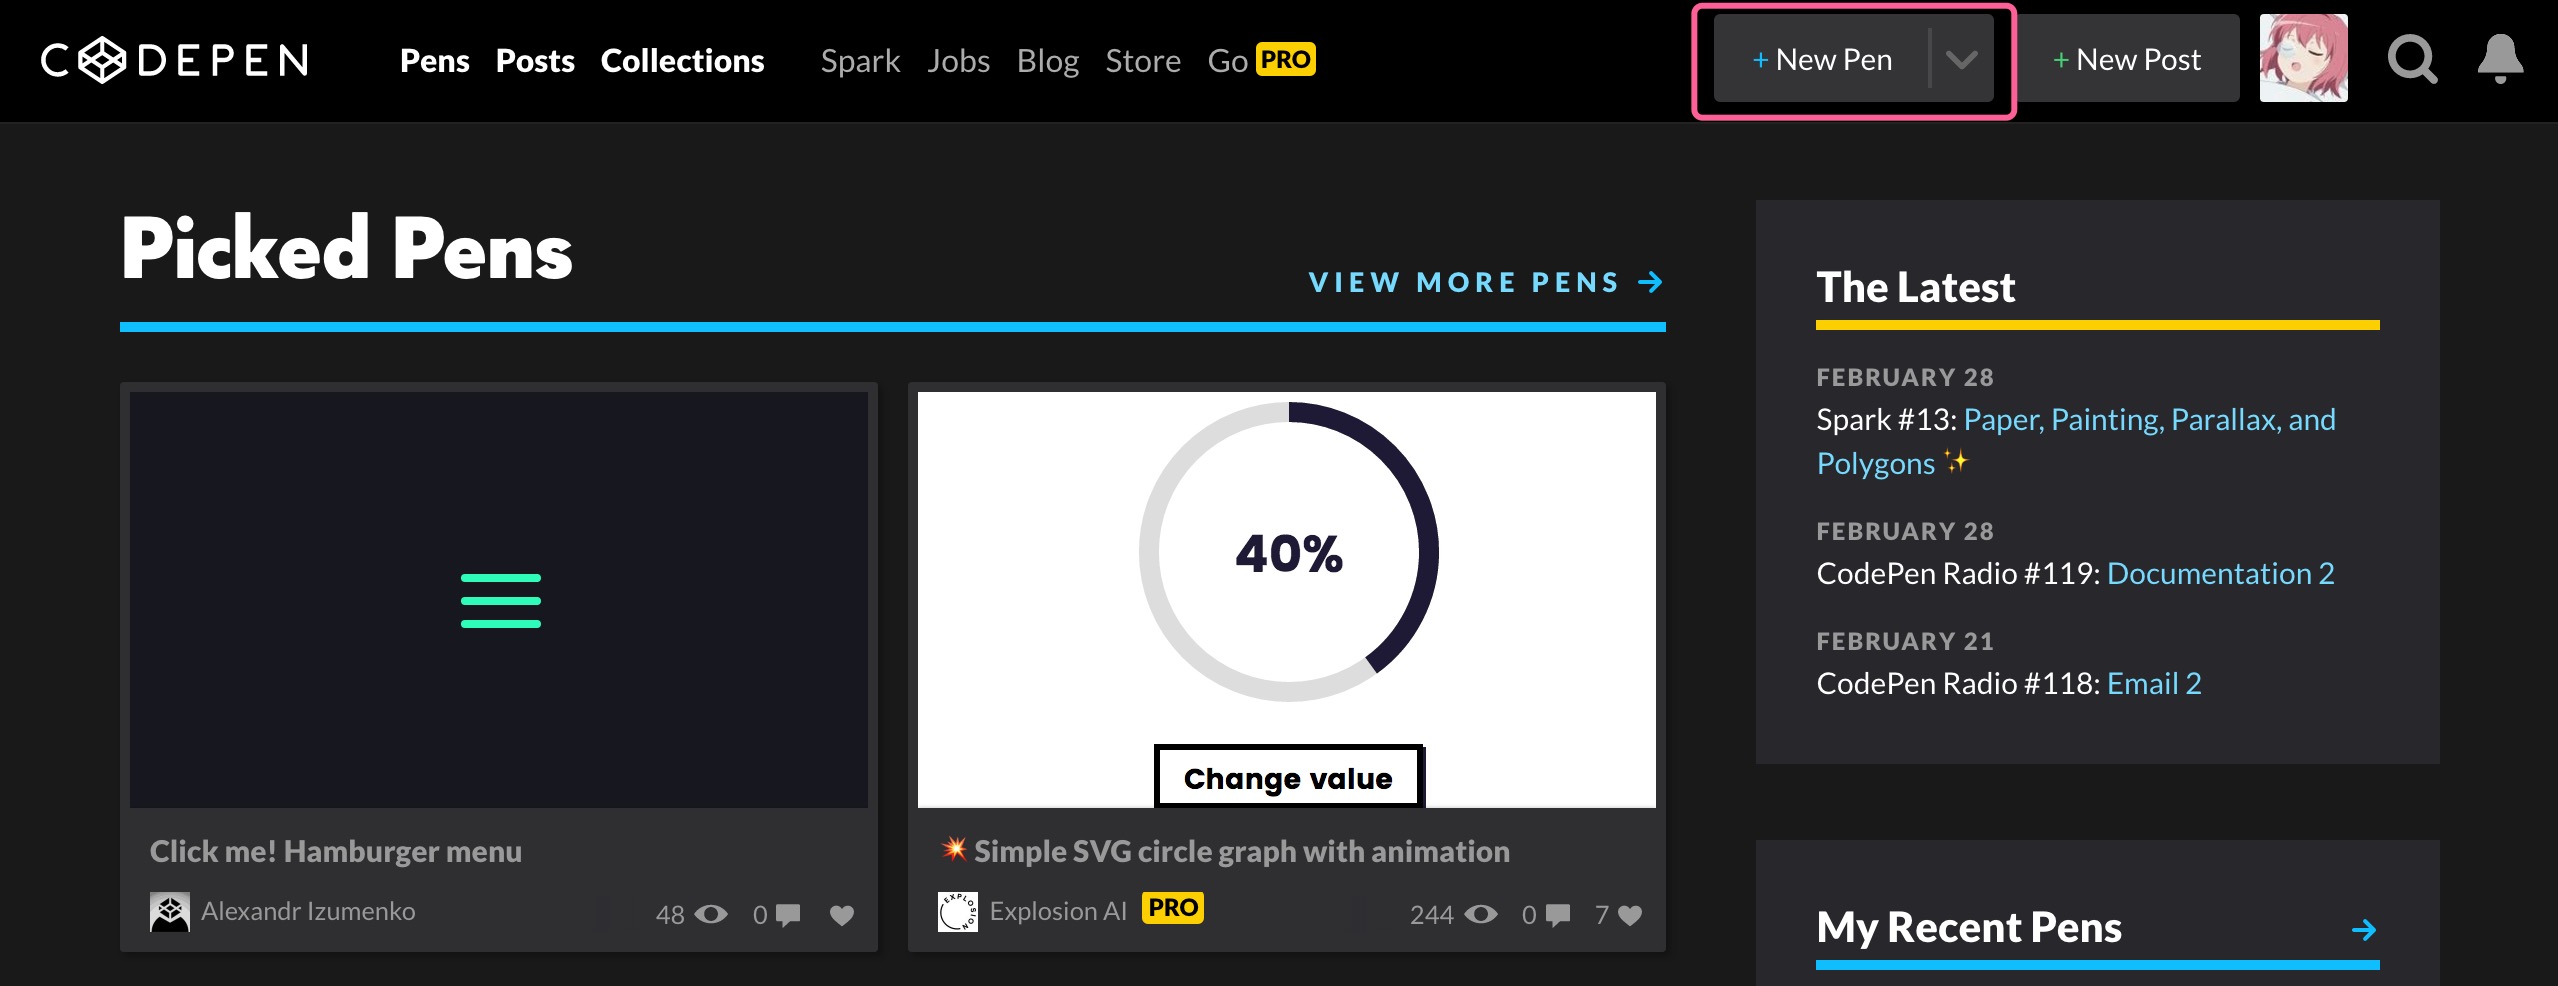 CODEPEN
Pens Posts Collections Spark Jobs Blog Store Go PRO
+ New Pen
+ New Post
Picked Pens
VIEW MORE PENS →
40%
Change value
Click me! Hamburger menu
Alexandr Izumenko
48 0
💥 Simple SVG circle graph with animation
EXPLOSION
Explosion AI PRO
244 0 7
The Latest
FEBRUARY 28
Spark #13: Paper, Painting, Parallax, and
Polygons ✨
FEBRUARY 28
CodePen Radio #119: Documentation 2
FEBRUARY 21
CodePen Radio #118: Email 2
My Recent Pens →